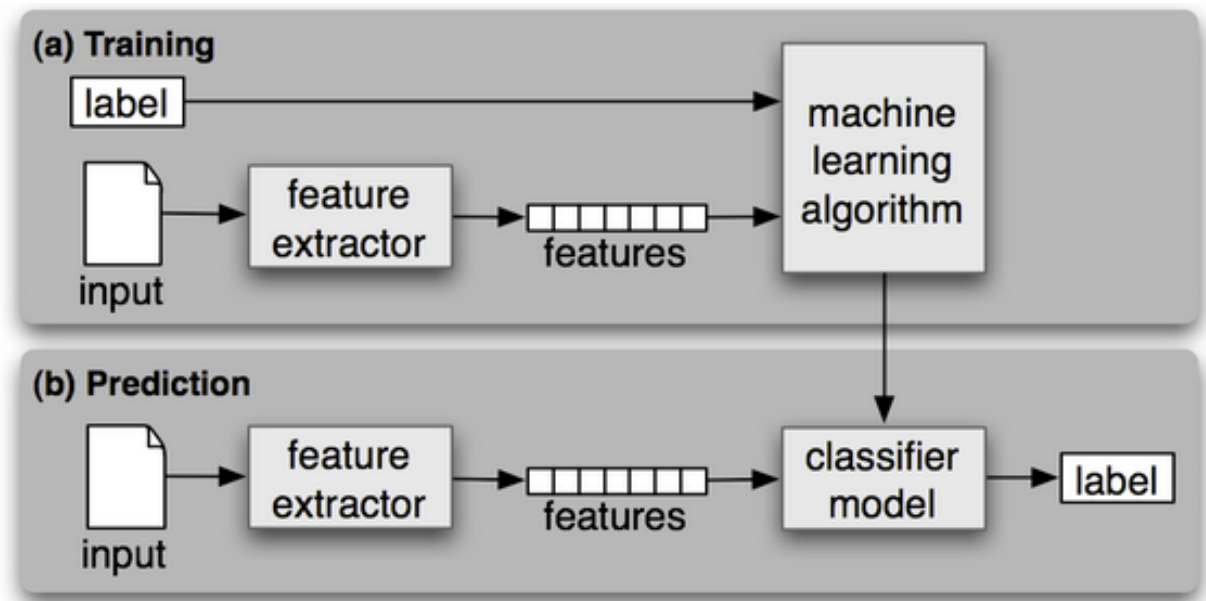 (a) Training
label
machine
learning
algorithm
feature
extractor
features
input
(b) Prediction
feature
extractor
features
classifier
model
label
input